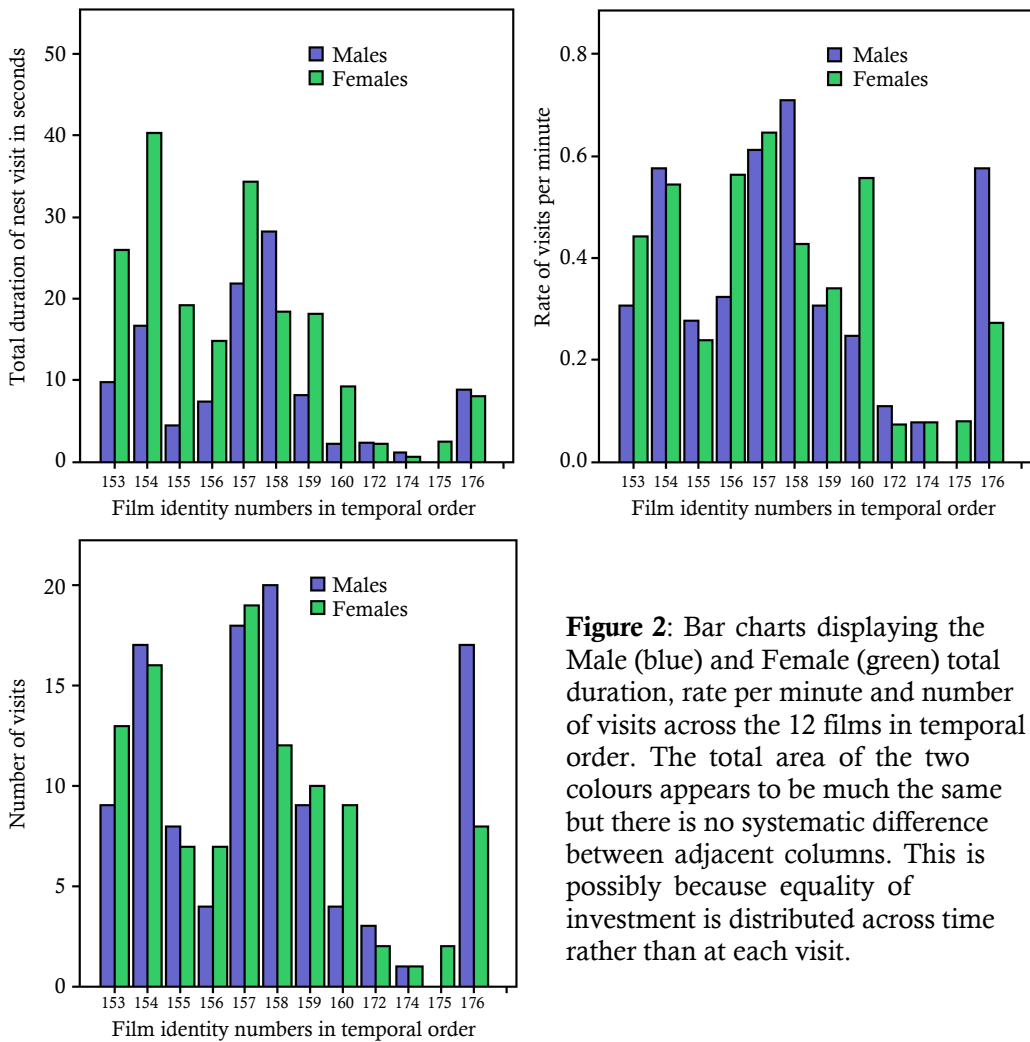 Total duration of nest visit in seconds
50
40
30
20
10
0
Males
Females
153 154 155 156 157 158 159 160 172 174 175 176
Film identity numbers in temporal order
Rate of visits per minute
0.8
0.6
0.4
0.2
0.0
Males
Females
153 154 155 156 157 158 159 160 172 174 175 176
Film identity numbers in temporal order
Number of visits
20
15
10
5
0
Males
Females
153 154 155 156 157 158 159 160 172 174 175 176
Film identity numbers in temporal order
Figure 2: Bar charts displaying the
Male (blue) and Female (green) total
duration, rate per minute and number
of visits across the 12 films in temporal
order. The total area of the two
colours appears to be much the same
but there is no systematic difference
between adjacent columns. This is
possibly because equality of
investment is distributed across time
rather than at each visit.